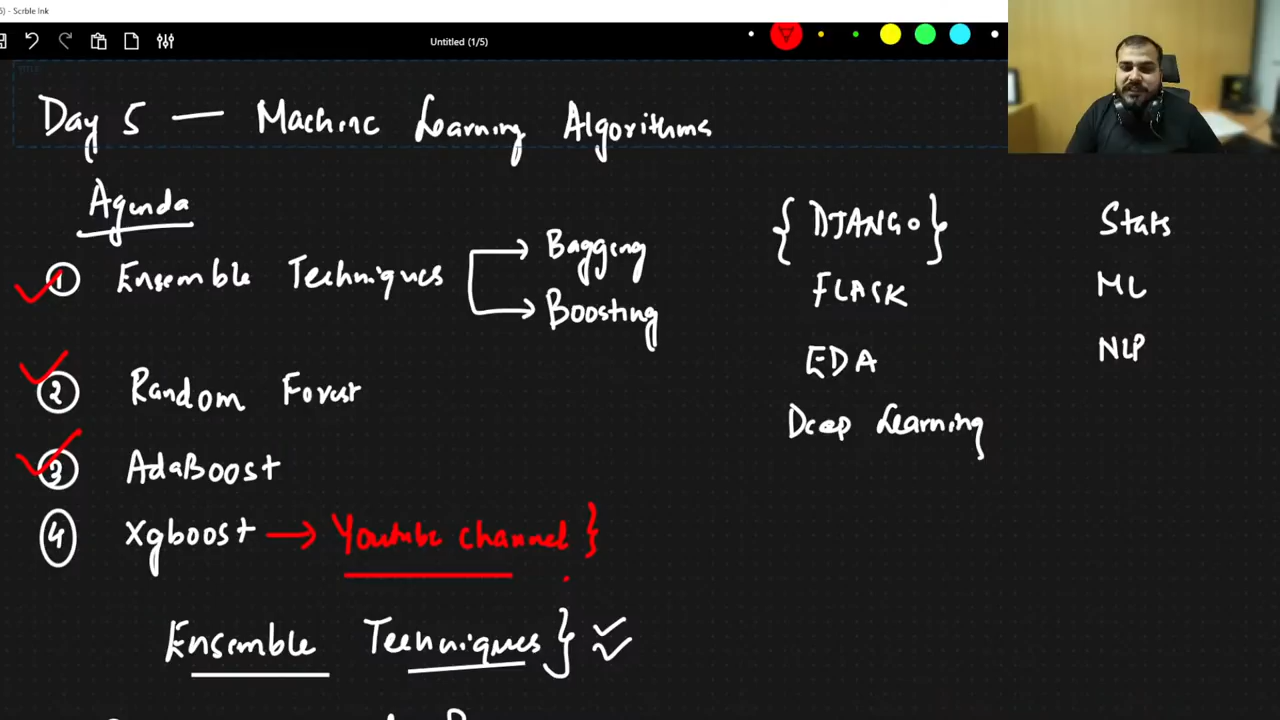 Scrble Ink
Untitled (1/5)
TITLE
Day 5 — Machine Learning Algorithms
Agenda
① Ensemble Techniques
Bagging
Boosting
② Random Forest
③ AdaBoost
④ Xgboost → Youtube channel }
Ensemble Techniques }
{ DJANGO }
FLASK
EDA
Deep Learning
Stats
ML
NLP